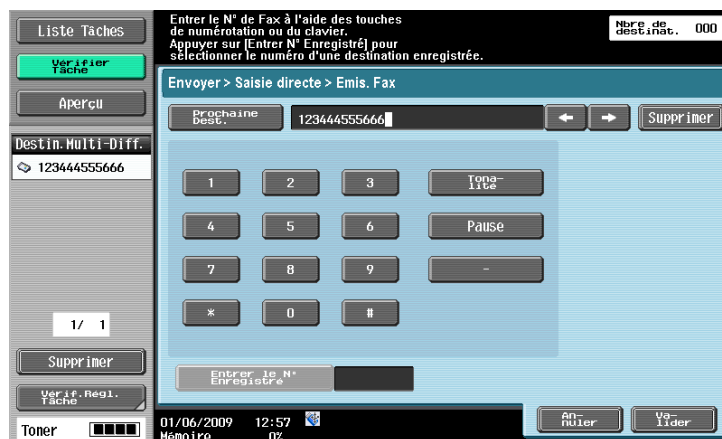 Liste Tâches
Vérifier
Tâche
Aperçu
Destin.Multi-Diff.
123444555666
1/ 1
Supprimer
Vérif.Régl.
Tâche
Toner
Entrer le N° de Fax à l'aide des touches
de numérotation ou du clavier.
Appuyer sur [Entrer N° Enregistré] pour
sélectionner le numéro d'une destination enregistrée.
Nbre de
destinat. 000
Envoyer > Saisie directe > Emis. Fax
Prochaine
Dest.
123444555666
Supprimer
1 2 3 Tona-
lité
4 5 6 Pause
7 8 9 -
* 0 #
Entrer le N°
Enregistré
01/06/2009 12:57
Mémoire 0%
An-
nuler
Va-
lider